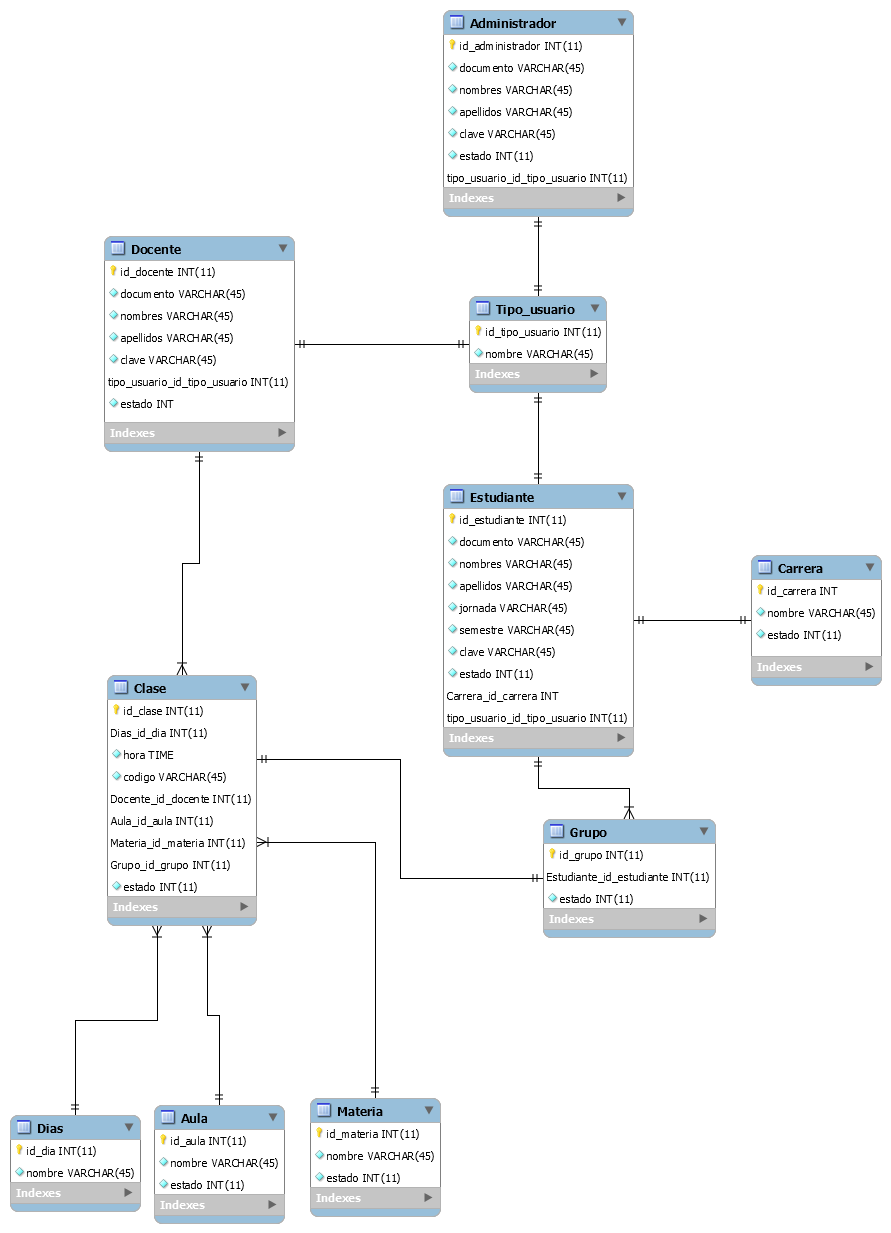 Administrador
id_administrador INT(11)
documento VARCHAR(45)
nombres VARCHAR(45)
apellidos VARCHAR(45)
clave VARCHAR(45)
estado INT(11)
tipo_usuario_id_tipo_usuario INT(11)
Indexes
Docente
id_docente INT(11)
documento VARCHAR(45)
nombres VARCHAR(45)
apellidos VARCHAR(45)
clave VARCHAR(45)
tipo_usuario_id_tipo_usuario INT(11)
estado INT
Indexes
Tipo_usuario
id_tipo_usuario INT(11)
nombre VARCHAR(45)
Indexes
Estudiante
id_estudiante INT(11)
documento VARCHAR(45)
nombres VARCHAR(45)
apellidos VARCHAR(45)
jornada VARCHAR(45)
semestre VARCHAR(45)
clave VARCHAR(45)
estado INT(11)
Carrera_id_carrera INT
tipo_usuario_id_tipo_usuario INT(11)
Indexes
Carrera
id_carrera INT
nombre VARCHAR(45)
estado INT(11)
Indexes
Clase
id_clase INT(11)
Dias_id_dia INT(11)
hora TIME
codigo VARCHAR(45)
Docente_id_docente INT(11)
Aula_id_aula INT(11)
Materia_id_materia INT(11)
Grupo_id_grupo INT(11)
estado INT(11)
Indexes
Grupo
id_grupo INT(11)
Estudiante_id_estudiante INT(11)
estado INT(11)
Indexes
Dias
id_dia INT(11)
nombre VARCHAR(45)
Indexes
Aula
id_aula INT(11)
nombre VARCHAR(45)
estado INT(11)
Indexes
Materia
id_materia INT(11)
nombre VARCHAR(45)
estado INT(11)
Indexes